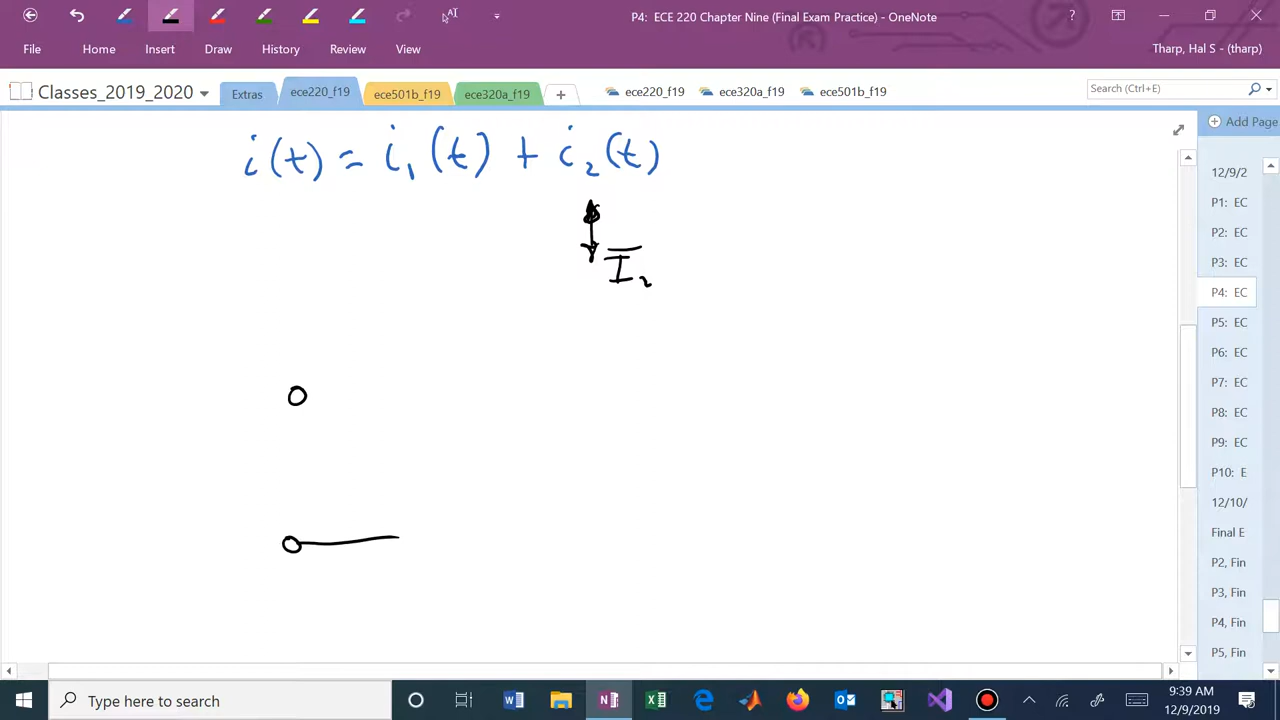 P4: ECE 220 Chapter Nine (Final Exam Practice) - OneNote
File Home Insert Draw History Review View
Tharp, Hal S - (tharp)
Classes_2019_2020 Extras ece220_f19 ece501b_f19 ece320a_f19 + ece220_f19 ece320a_f19 ece501b_f19
Search (Ctrl+E)
Add Page
i(t) = i₁(t) + i₂(t)
Ī₂
12/9/2
P1: EC
P2: EC
P3: EC
P4: EC
P5: EC
P6: EC
P7: EC
P8: EC
P9: EC
P10: E
12/10/
Final E
P2, Fin
P3, Fin
P4, Fin
P5, Fin
Type here to search
9:39 AM
12/9/2019